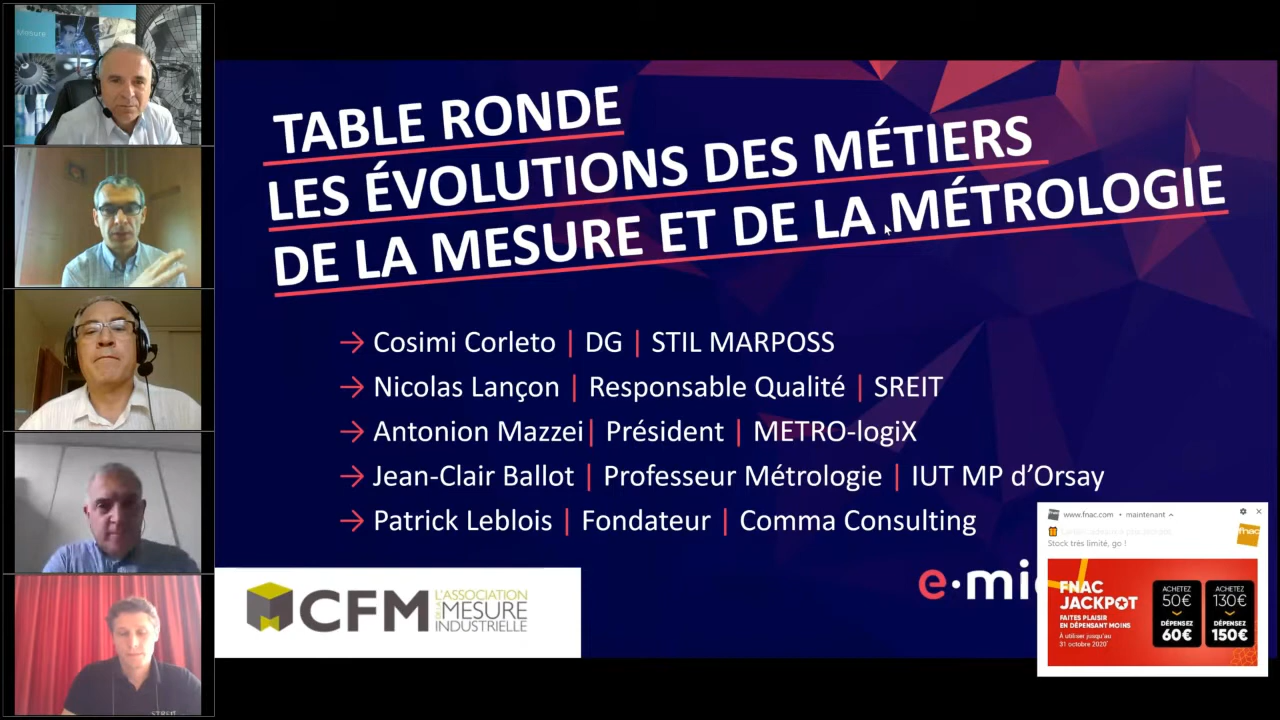 Mesure
TABLE RONDE
LES ÉVOLUTIONS DES MÉTIERS
DE LA MESURE ET DE LA MÉTROLOGIE
→ Cosimi Corleto | DG | STIL MARPOSS
→ Nicolas Lançon | Responsable Qualité | SREIT
→ Antonion Mazzei| Président | METRO-logiX
→ Jean-Clair Ballot | Professeur Métrologie | IUT MP d'Orsay
→ Patrick Leblois | Fondateur | Comma Consulting
CFM L'ASSOCIATION
DE LA MESURE
INDUSTRIELLE
e·mi
www.fnac.com • maintenant
Stock très limité, go !
fnac
FNAC
JACKPOT
FAITES PLAISIR
EN DÉPENSANT MOINS
À utiliser jusqu'au
31 octobre 2020*
ACHETEZ
50€
DÉPENSEZ
60€
ACHETEZ
130€
DÉPENSEZ
150€